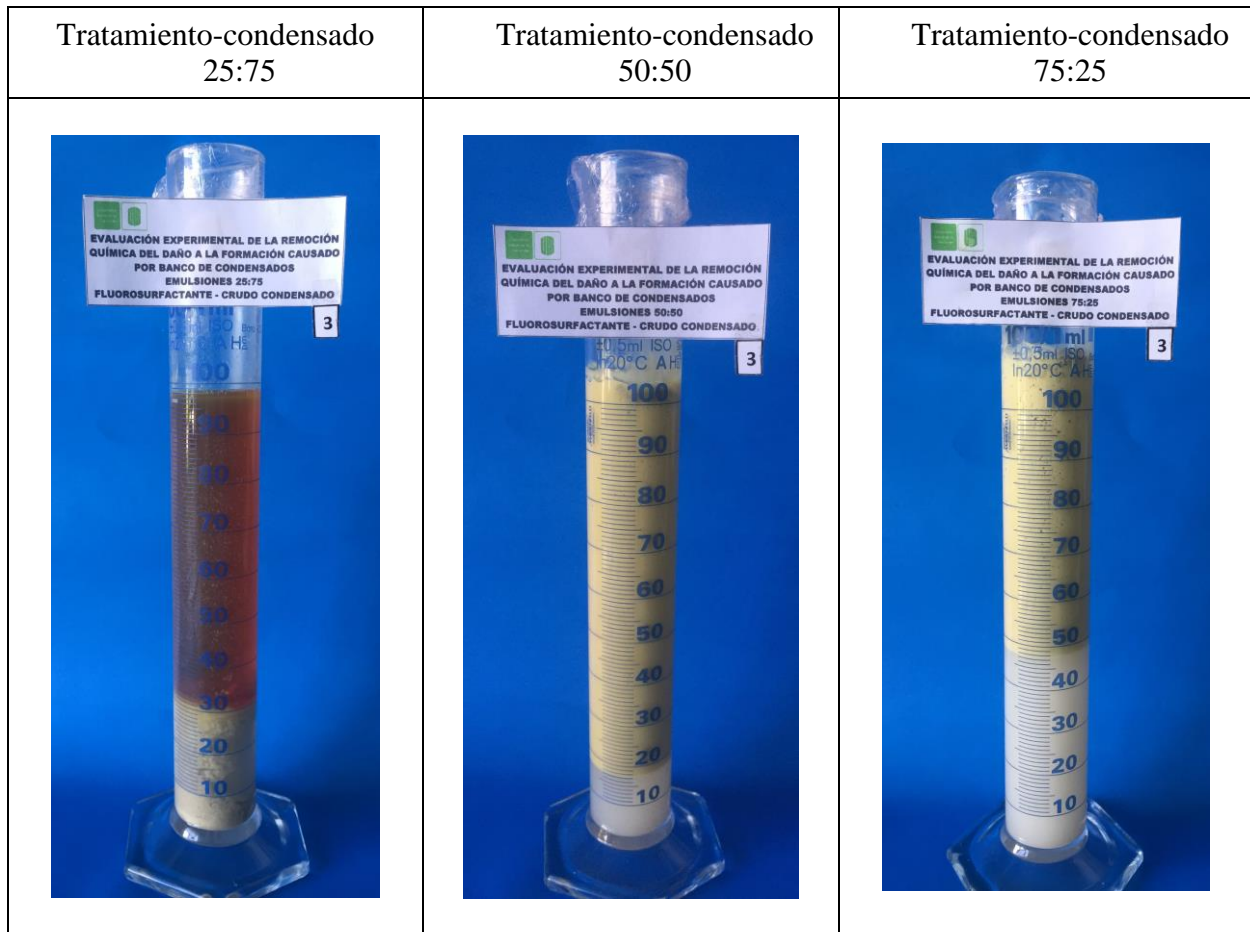 Tratamiento-condensado
25:75
Tratamiento-condensado
50:50
Tratamiento-condensado
75:25
EVALUACIÓN EXPERIMENTAL DE LA REMOCIÓN
QUÍMICA DEL DAÑO A LA FORMACIÓN CAUSADO
POR BANCO DE CONDENSADOS
EMULSIONES 25:75
FLUOROSURFACTANTE - CRUDO CONDENSADO
3
ISO
A
100
90
80
70
60
50
40
30
20
10
EVALUACIÓN EXPERIMENTAL DE LA REMOCIÓN
QUÍMICA DEL DAÑO A LA FORMACIÓN CAUSADO
POR BANCO DE CONDENSADOS
EMULSIONES 50:50
FLUOROSURFACTANTE - CRUDO CONDENSADO
3
±0,5ml ISO
In20°C A
100
90
80
70
60
50
40
30
20
10
EVALUACIÓN EXPERIMENTAL DE LA REMOCIÓN
QUÍMICA DEL DAÑO A LA FORMACIÓN CAUSADO
POR BANCO DE CONDENSADOS
EMULSIONES 75:25
FLUOROSURFACTANTE - CRUDO CONDENSADO
3
ml
±0,5ml ISO
In20°C A
100
90
80
70
60
50
40
30
20
10